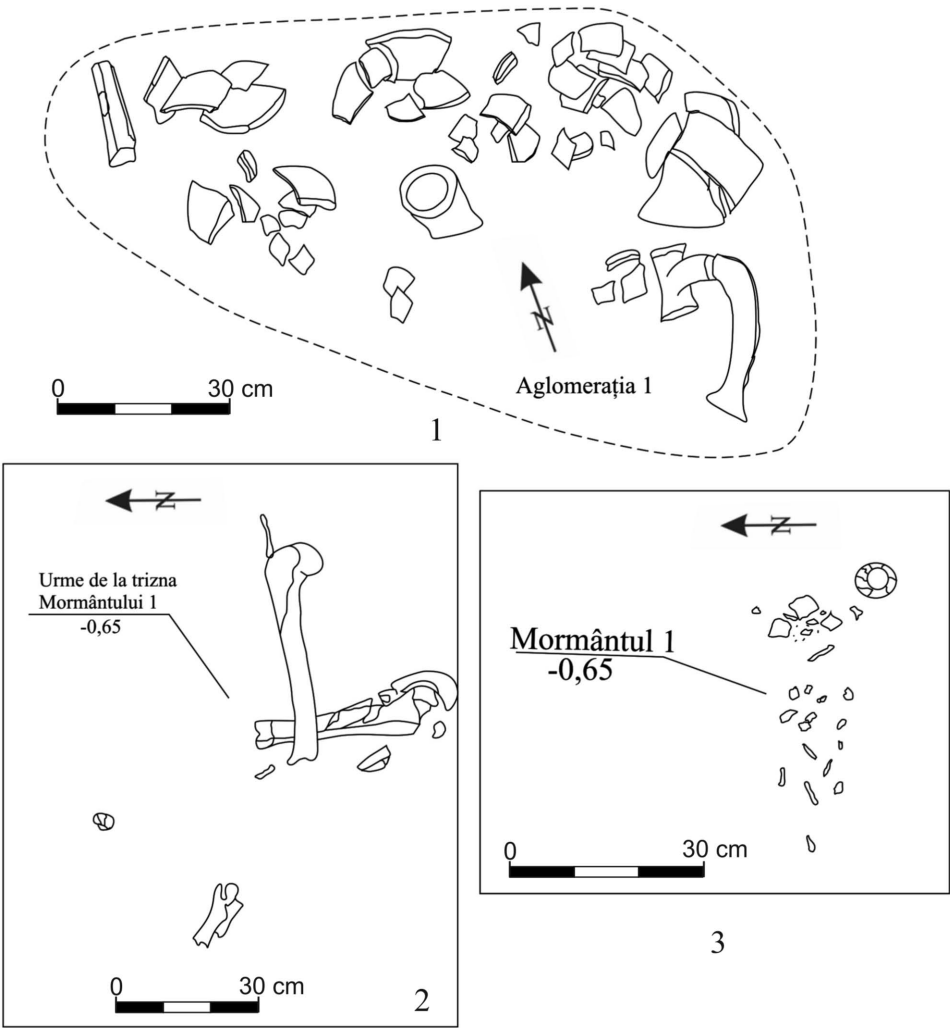 N
Aglomerația 1
0 30 cm
1
N
Urme de la trizna
Mormântului 1
-0,65
0 30 cm
2
N
Mormântul 1
-0,65
0 30 cm
3